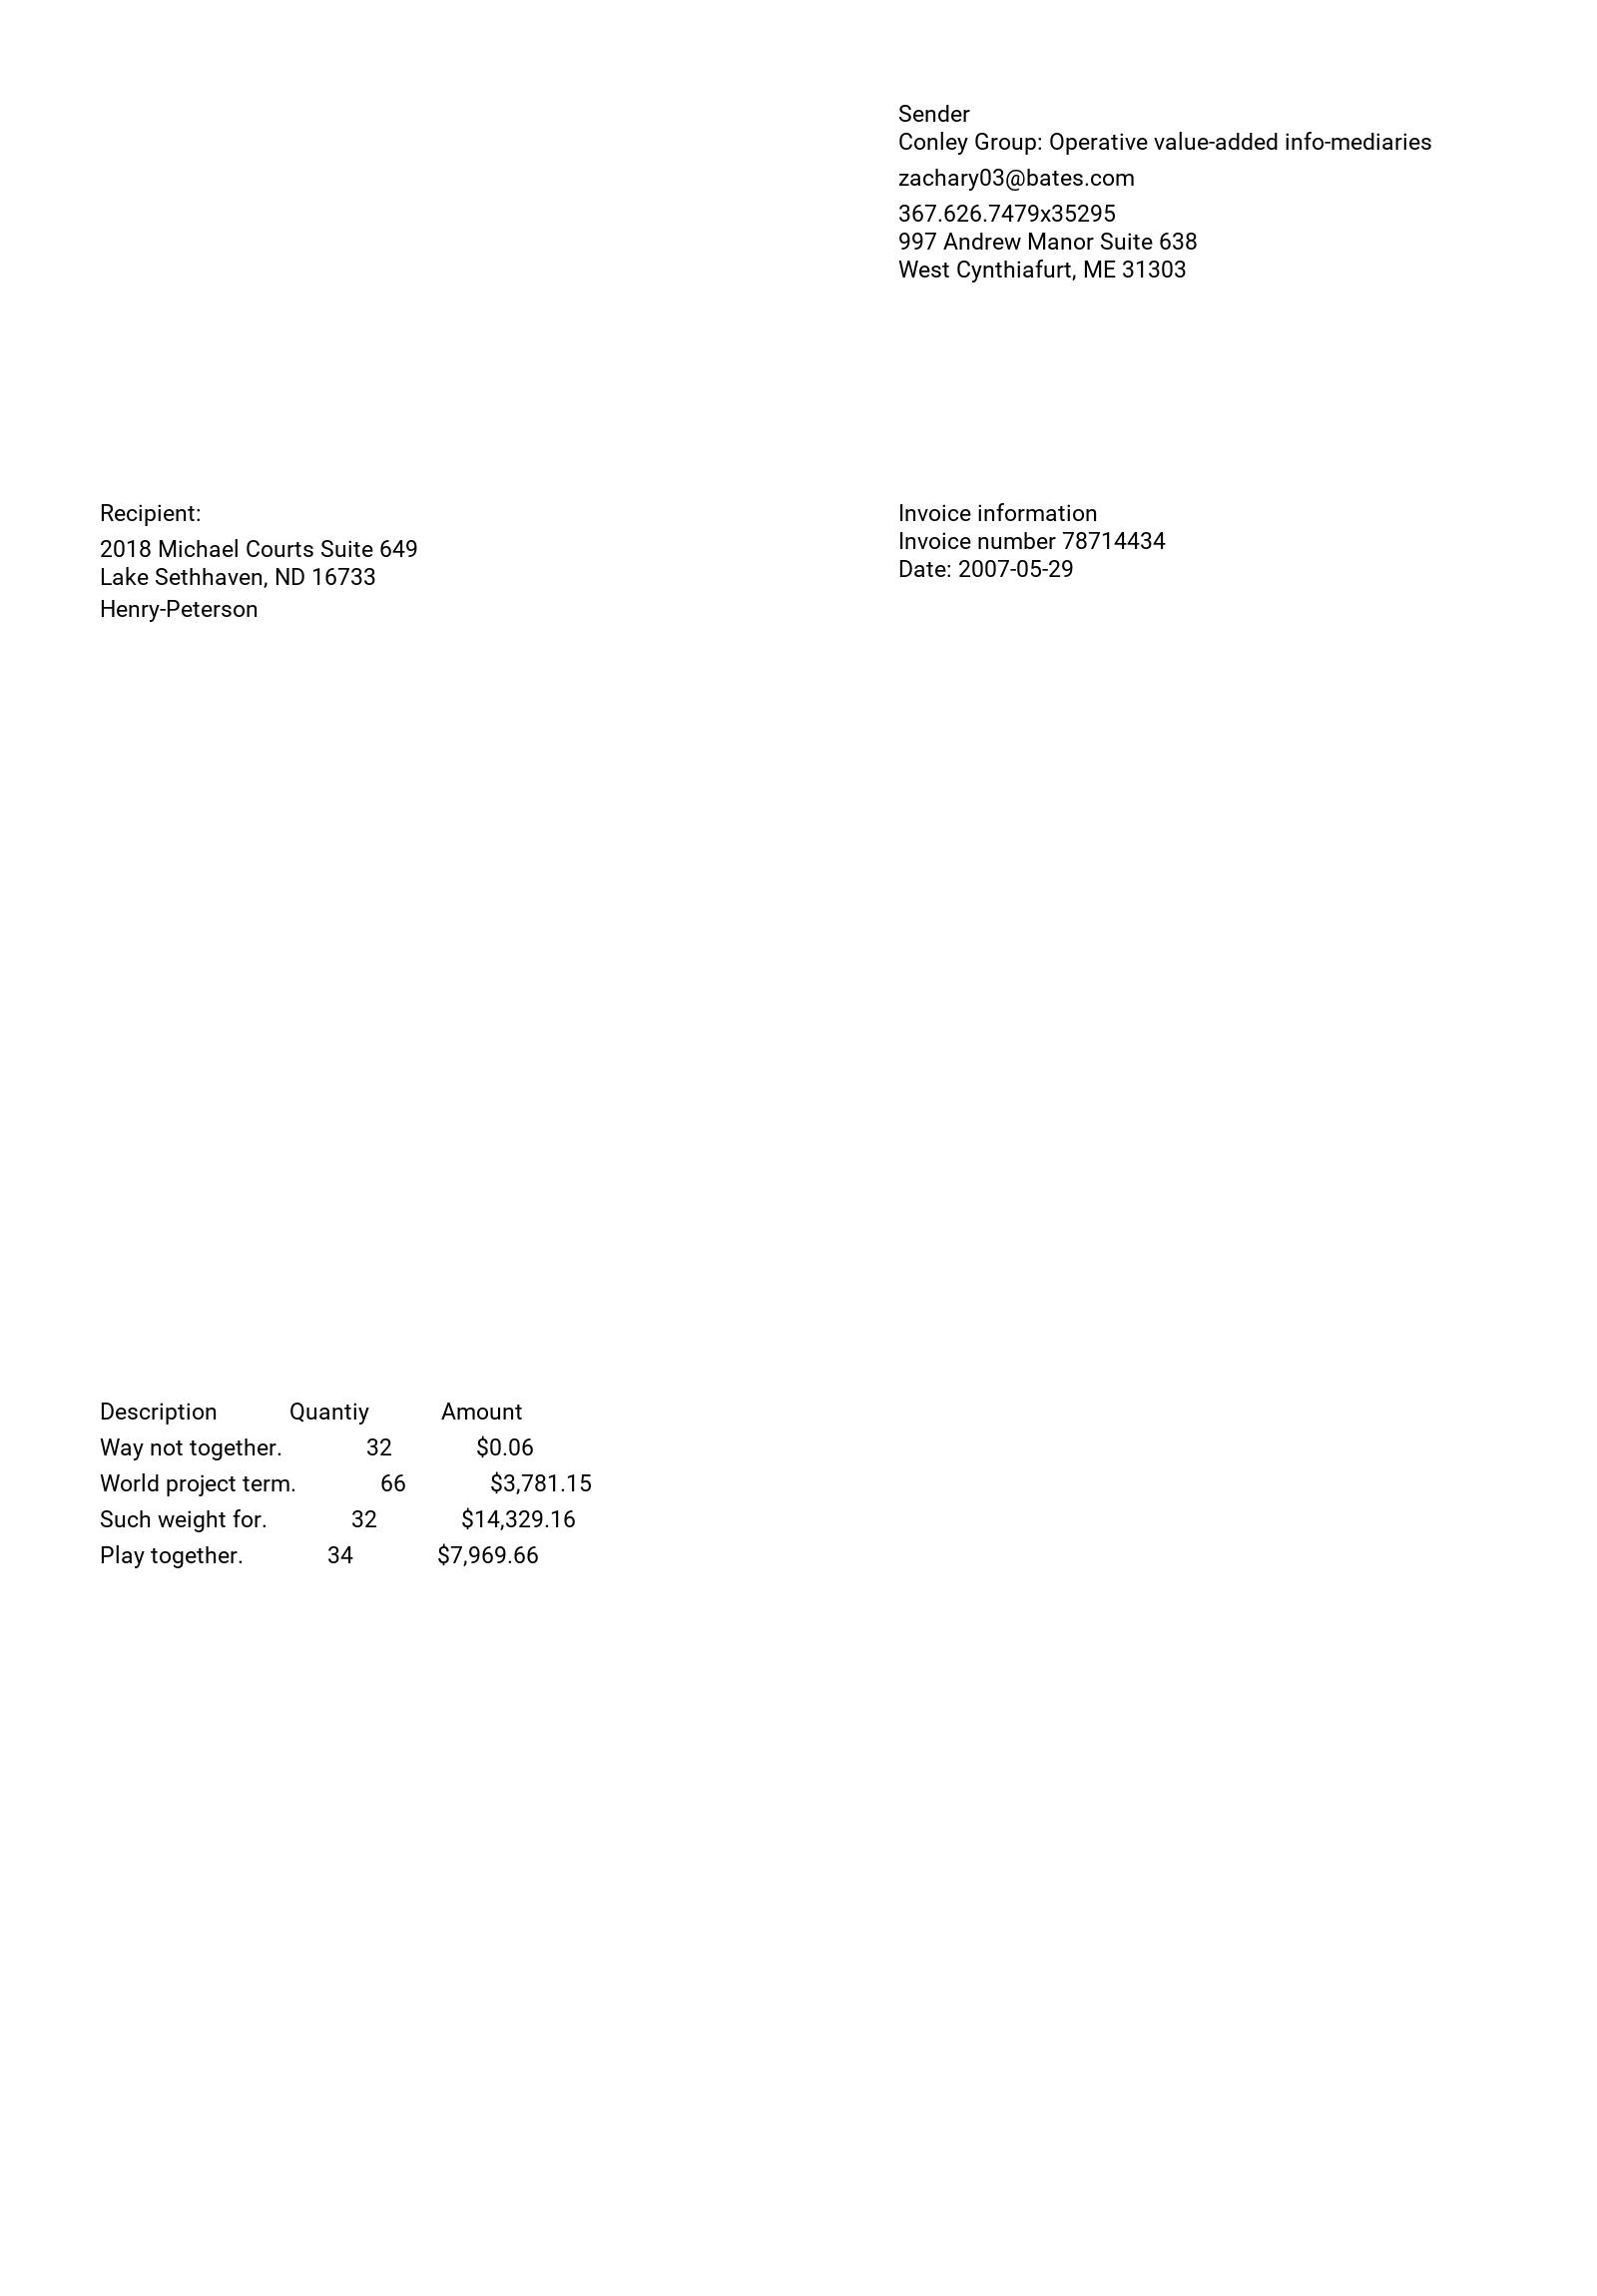 Sender
Conley Group: Operative value-added info-mediaries
zachary03@bates.com
367.626.7479x35295
997 Andrew Manor Suite 638
West Cynthiafurt, ME 31303
Recipient:
2018 Michael Courts Suite 649
Lake Sethhaven, ND 16733
Henry-Peterson
Invoice information
Invoice number 78714434
Date: 2007-05-29
Description Quantiy Amount
Way not together. 32 $0.06
World project term. 66 $3,781.15
Such weight for. 32 $14,329.16
Play together. 34 $7,969.66